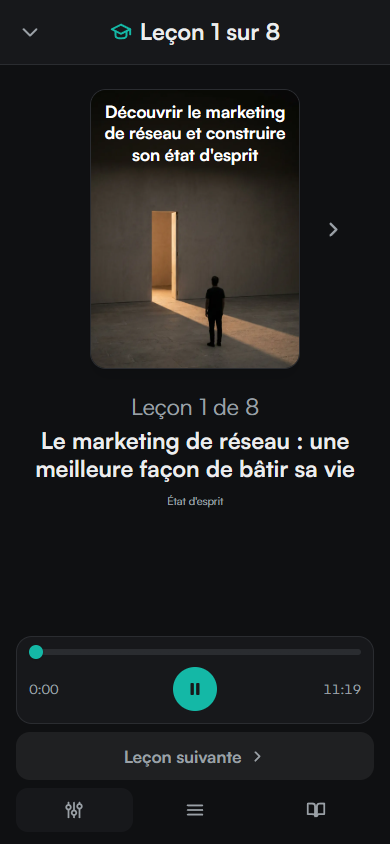 Leçon 1 sur 8
Découvrir le marketing
de réseau et construire
son état d'esprit
Leçon 1 de 8
Le marketing de réseau : une
meilleure façon de bâtir sa vie
État d'esprit
0:00
11:19
Leçon suivante